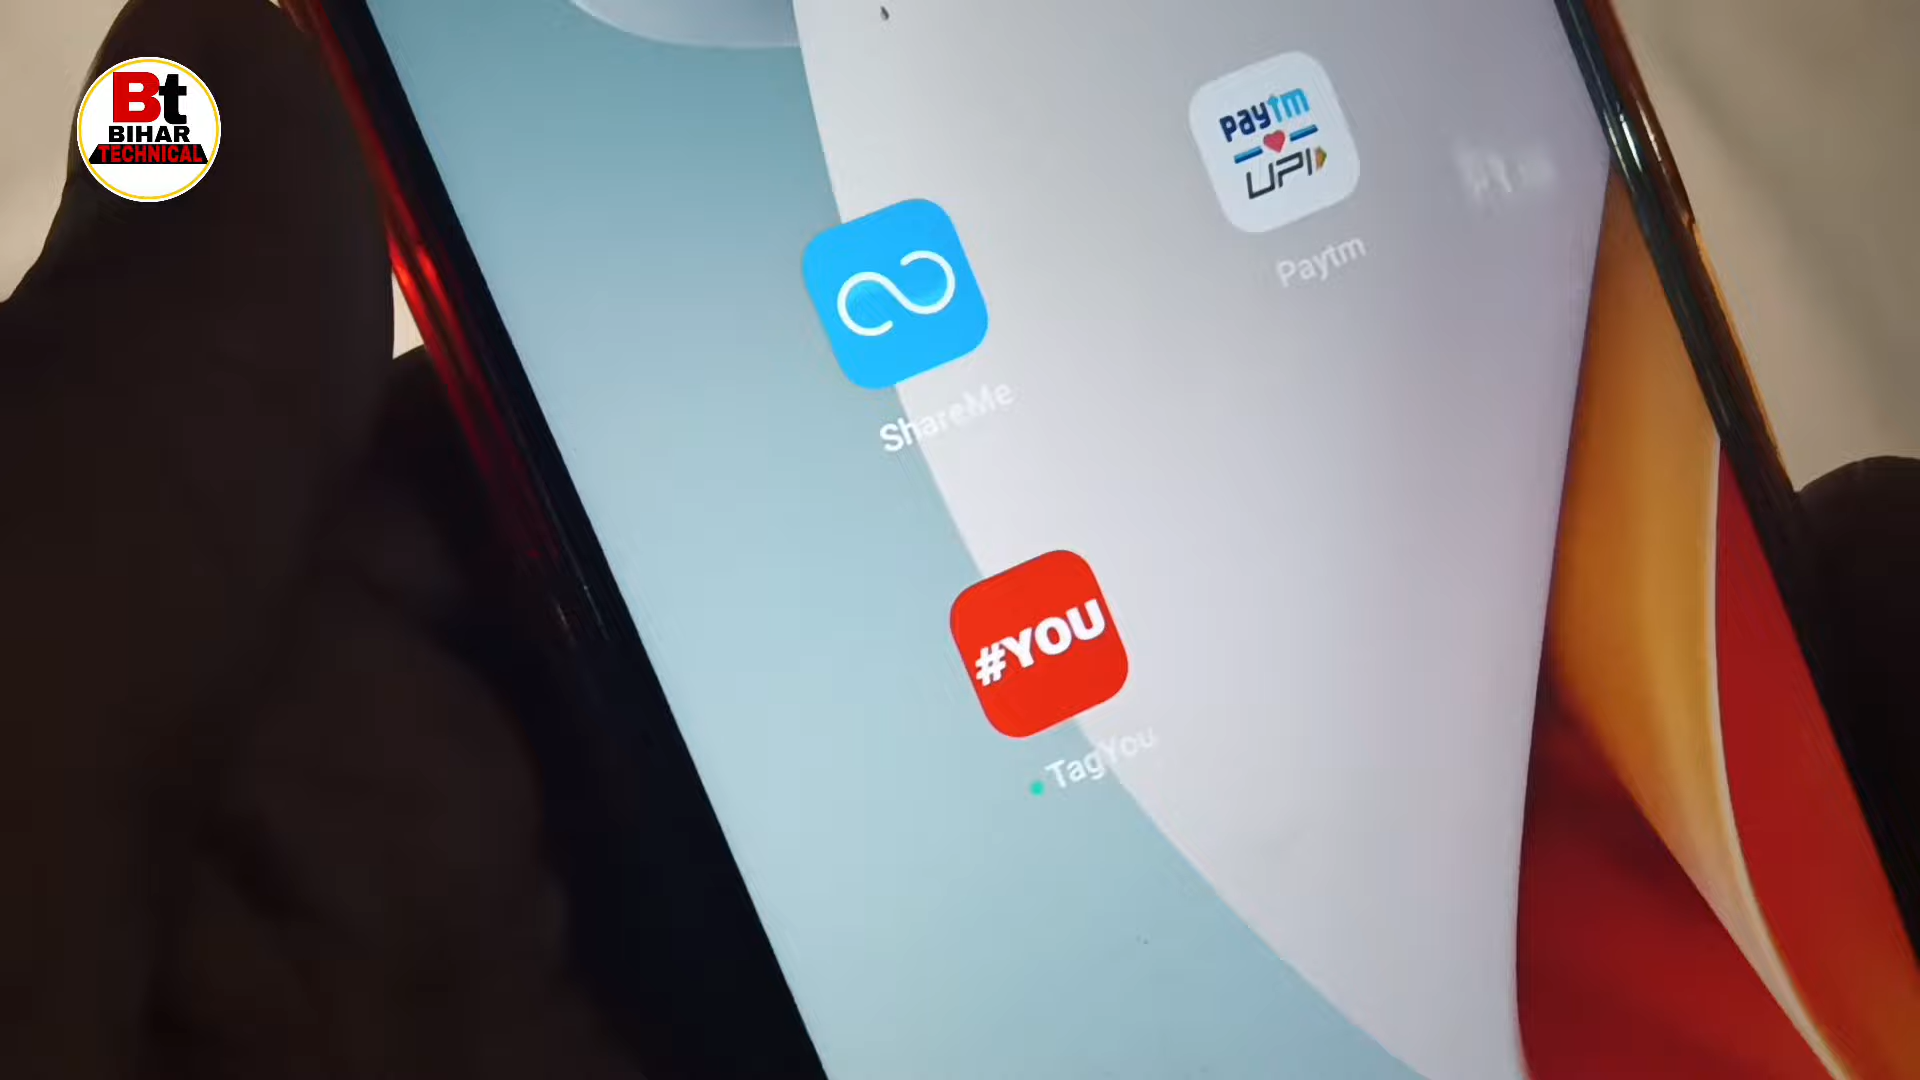 Bt
BIHAR
TECHNICAL
paytm
UPI
Paytm
ShareMe
#YOU
TagYou